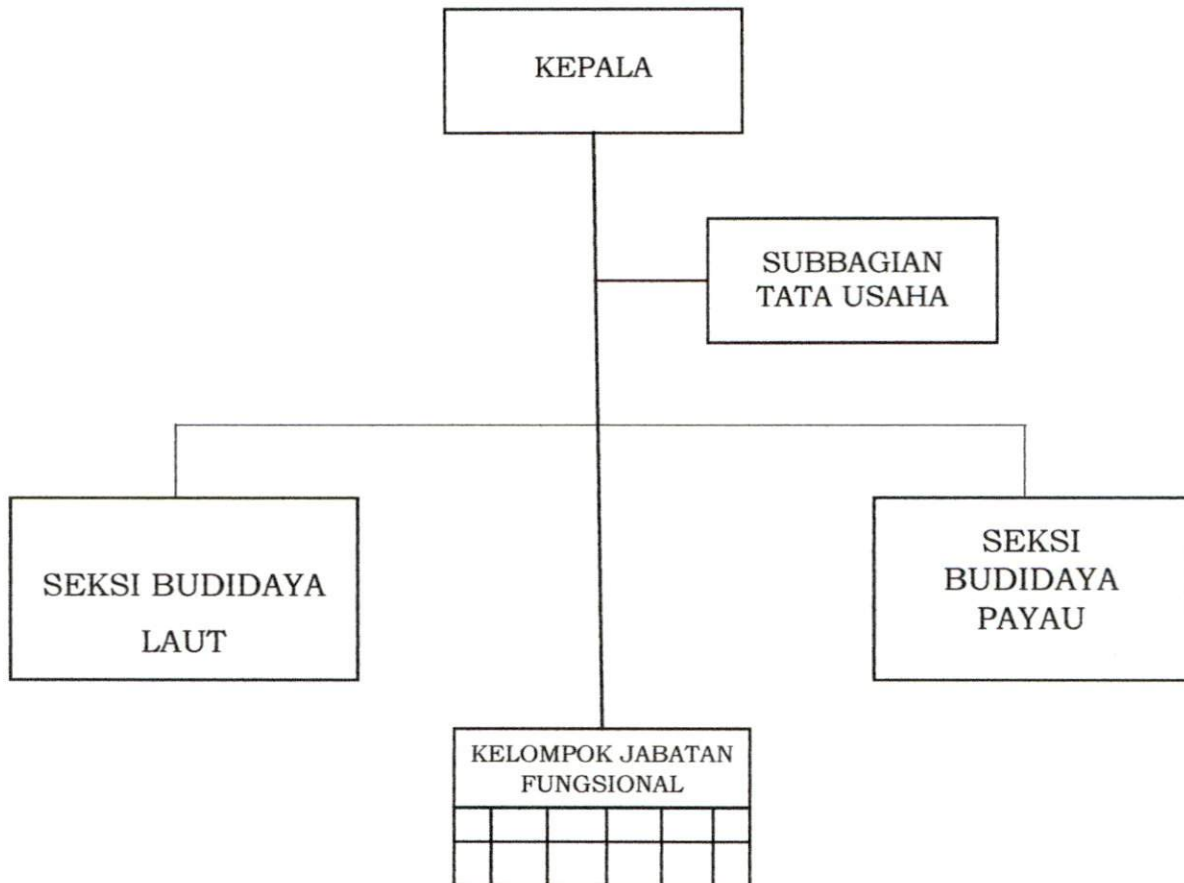 KEPALA
SUBBAGIAN
TATA USAHA
SEKSI BUDIDAYA
LAUT
SEKSI
BUDIDAYA
PAYAU
KELOMPOK JABATAN
FUNGSIONAL